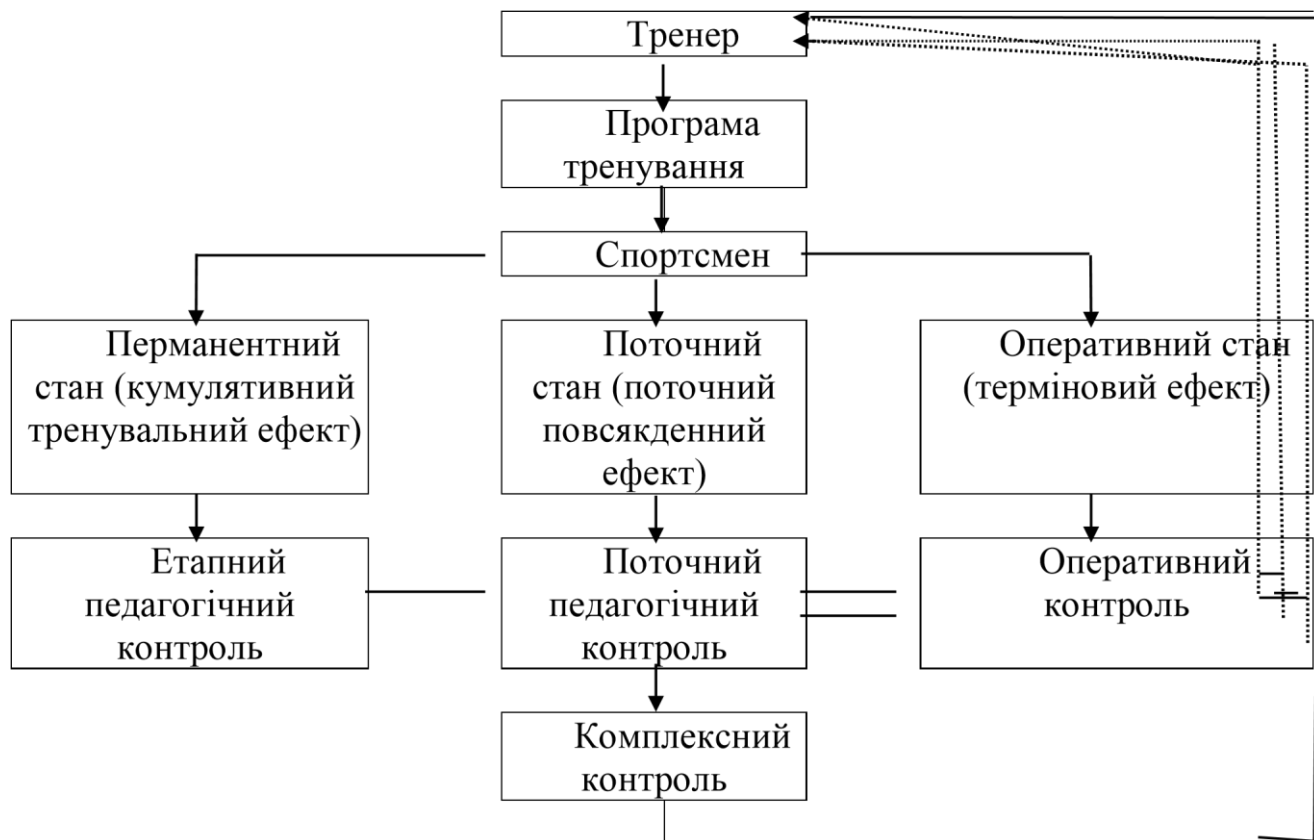 Тренер
Програма
тренування
Спортсмен
Перманентний
стан (кумулятивний
тренувальний ефект)
Поточний
стан (поточний
повсякденний
ефект)
Оперативний стан
(терміновий ефект)
Етапний
педагогічний
контроль
Поточний
педагогічний
контроль
Оперативний
контроль
Комплексний
контроль